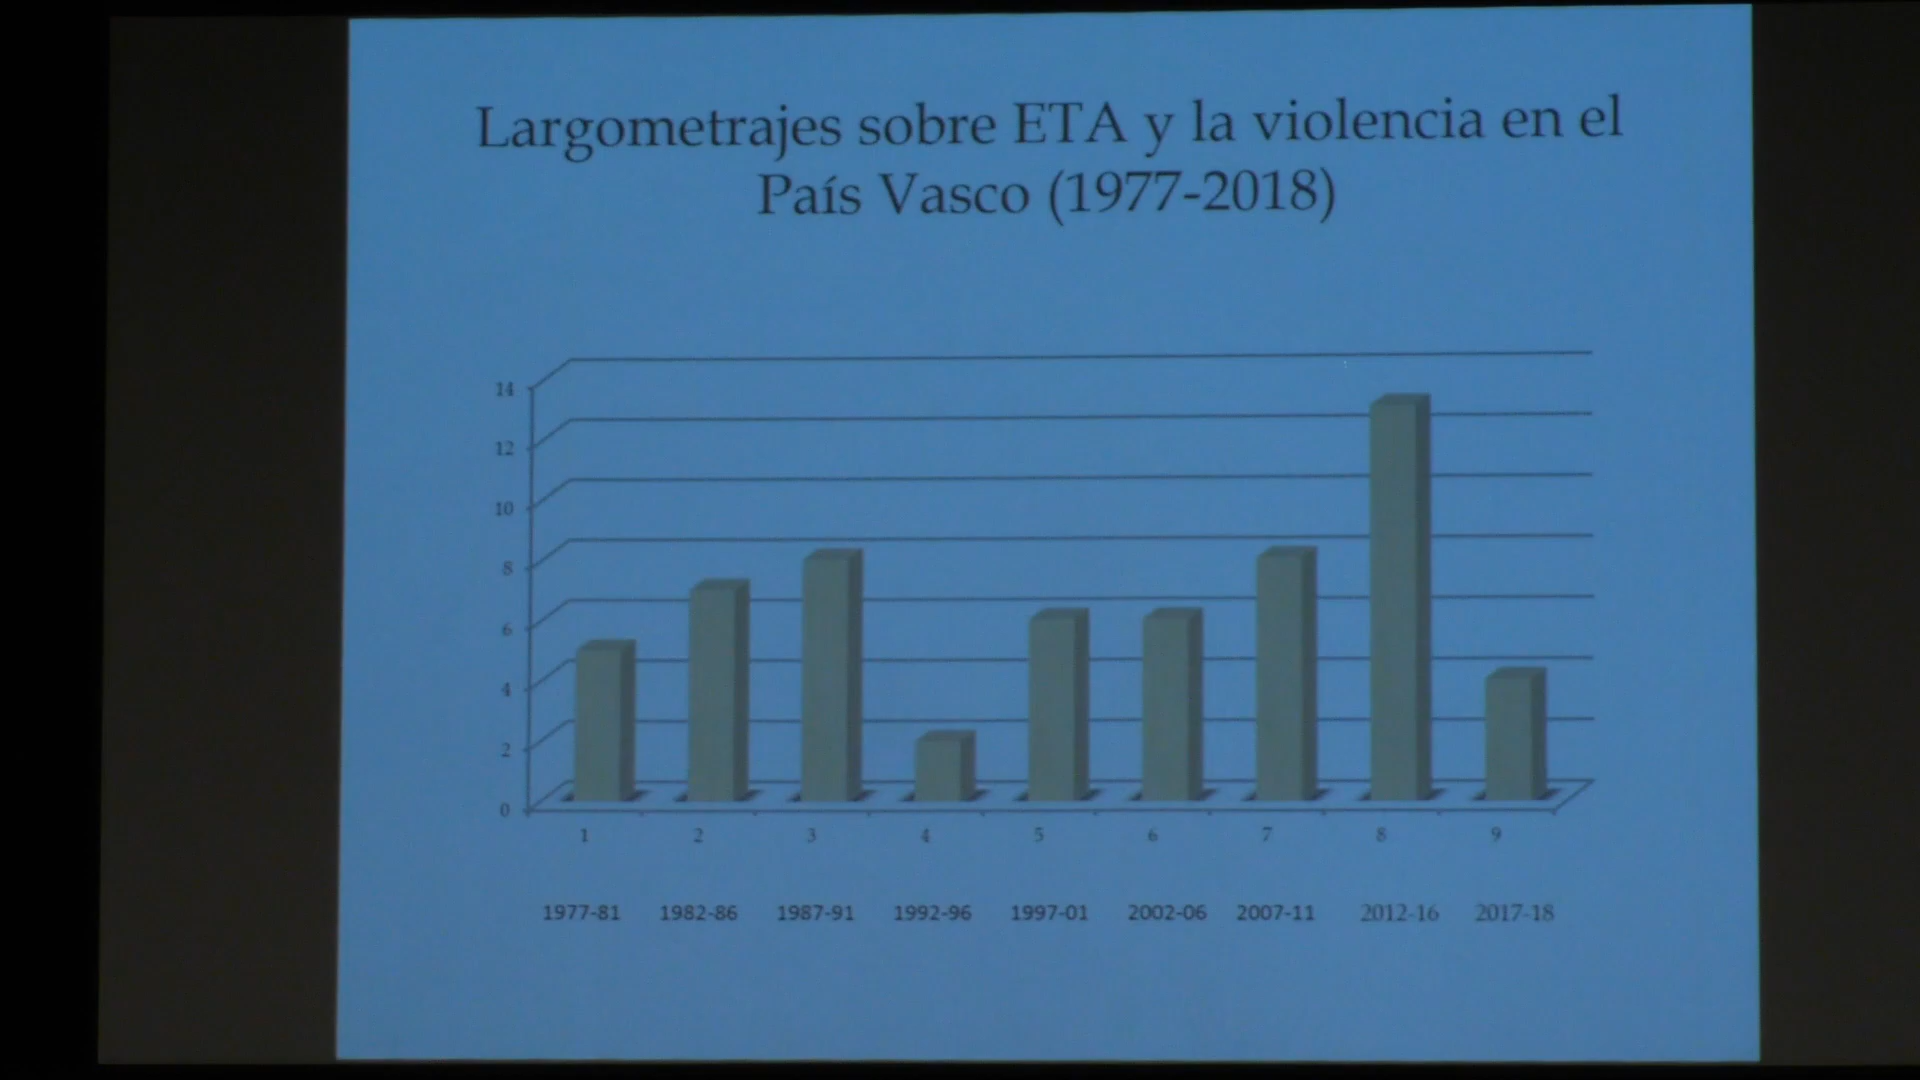 Largometrajes sobre ETA y la violencia en el
País Vasco (1977-2018)
14
12
10
8
6
4
2
0
1 2 3 4 5 6 7 8 9
1977-81 1982-86 1987-91 1992-96 1997-01 2002-06 2007-11 2012-16 2017-18